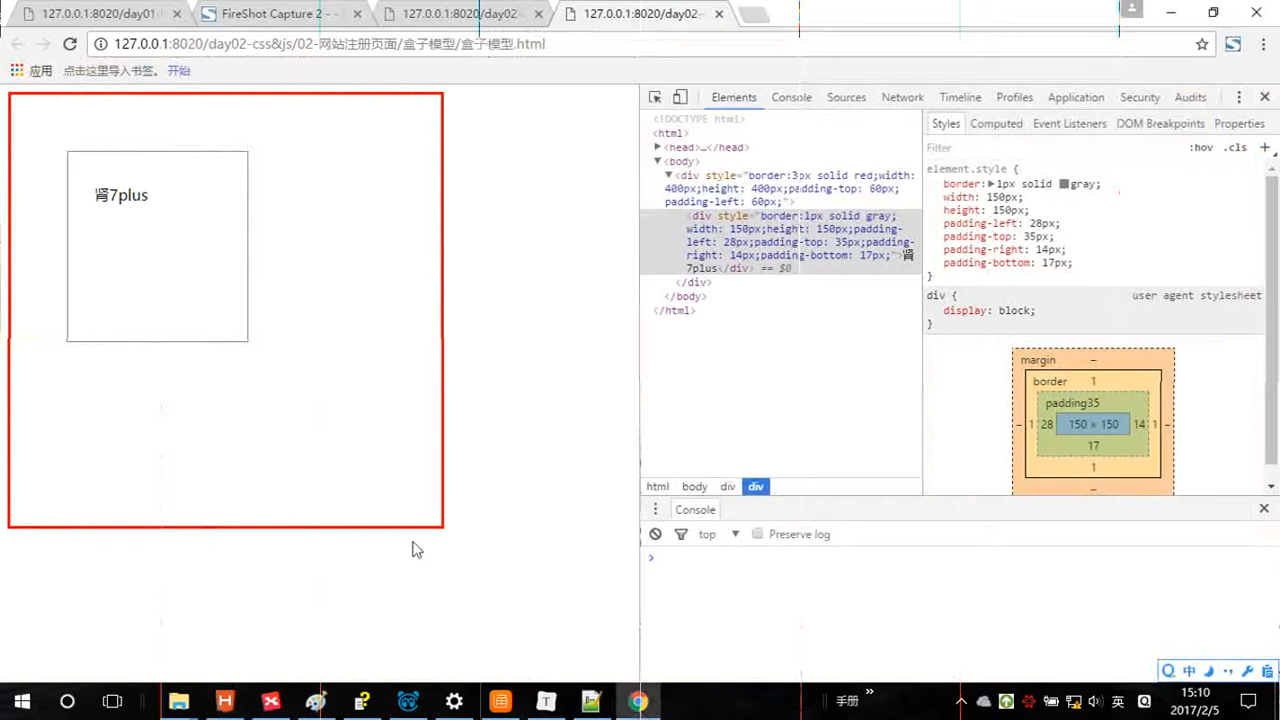 127.0.0.1:8020/day01
FireShot Capture 2 -
127.0.0.1:8020/day02
127.0.0.1:8020/day02-
127.0.0.1:8020/day02-css&js/02-网站注册页面/盒子模型/盒子模型.html
应用 点击这里导入书签。 开始
肾7plus
Elements Console Sources Network Timeline Profiles Application Security Audits
<!DOCTYPE html>
<html>
<head>…</head>
<body>
<div style="border:3px solid red;width:
400px;height: 400px;padding-top: 60px;
padding-left: 60px;">
<div style="border:1px solid gray;
width: 150px;height: 150px;padding-
left: 28px;padding-top: 35px;padding-
right: 14px;padding-bottom: 17px;">肾
7plus</div> == $0
</div>
</body>
</html>
html body div div
Styles Computed Event Listeners DOM Breakpoints Properties
Filter :hov .cls +
element.style {
border: 1px solid gray;
width: 150px;
height: 150px;
padding-left: 28px;
padding-top: 35px;
padding-right: 14px;
padding-bottom: 17px;
}
div { user agent stylesheet
display: block;
}
margin –
border 1
padding35
– 1 28 150 × 150 14 1 –
17
1
–
Console
top Preserve log
>
中
手册 » 英
15:10
2017/2/5